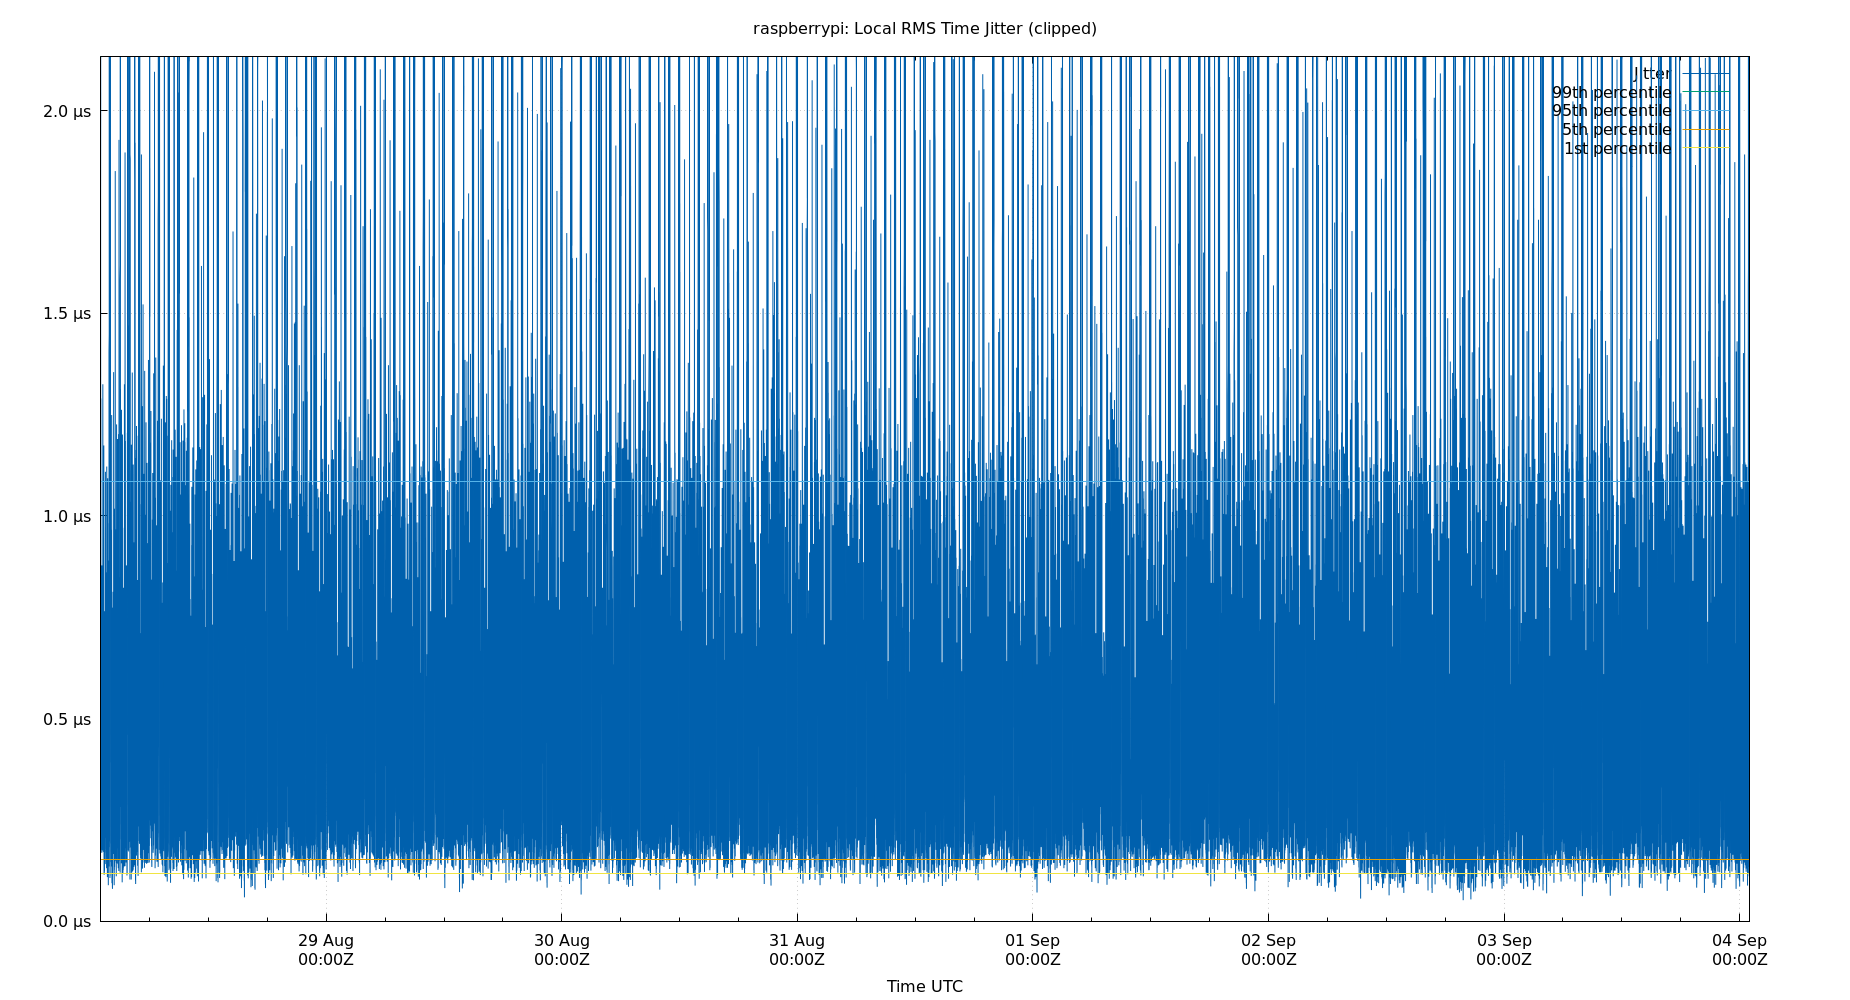 raspberrypi: Local RMS Time Jitter (clipped)
Jitter
99th percentile
95th percentile
5th percentile
1st percentile
2.0 µs
1.5 µs
1.0 µs
0.5 µs
0.0 µs
29 Aug 30 Aug 31 Aug 01 Sep 02 Sep 03 Sep 04 Sep
00:00Z 00:00Z 00:00Z 00:00Z 00:00Z 00:00Z 00:00Z
Time UTC